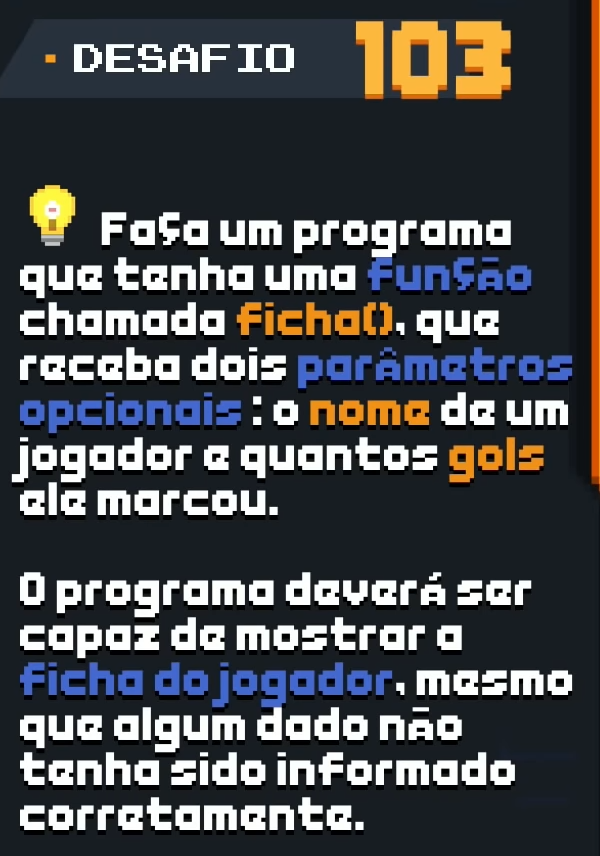 DESAFIO 103
Faça um programa
que tenha uma função
chamada ficha(), que
receba dois parâmetros
opcionais: o nome de um
jogador e quantos gols
ele marcou.
O programa deverá ser
capaz de mostrar a
ficha do jogador, mesmo
que algum dado não
tenha sido informado
corretamente.